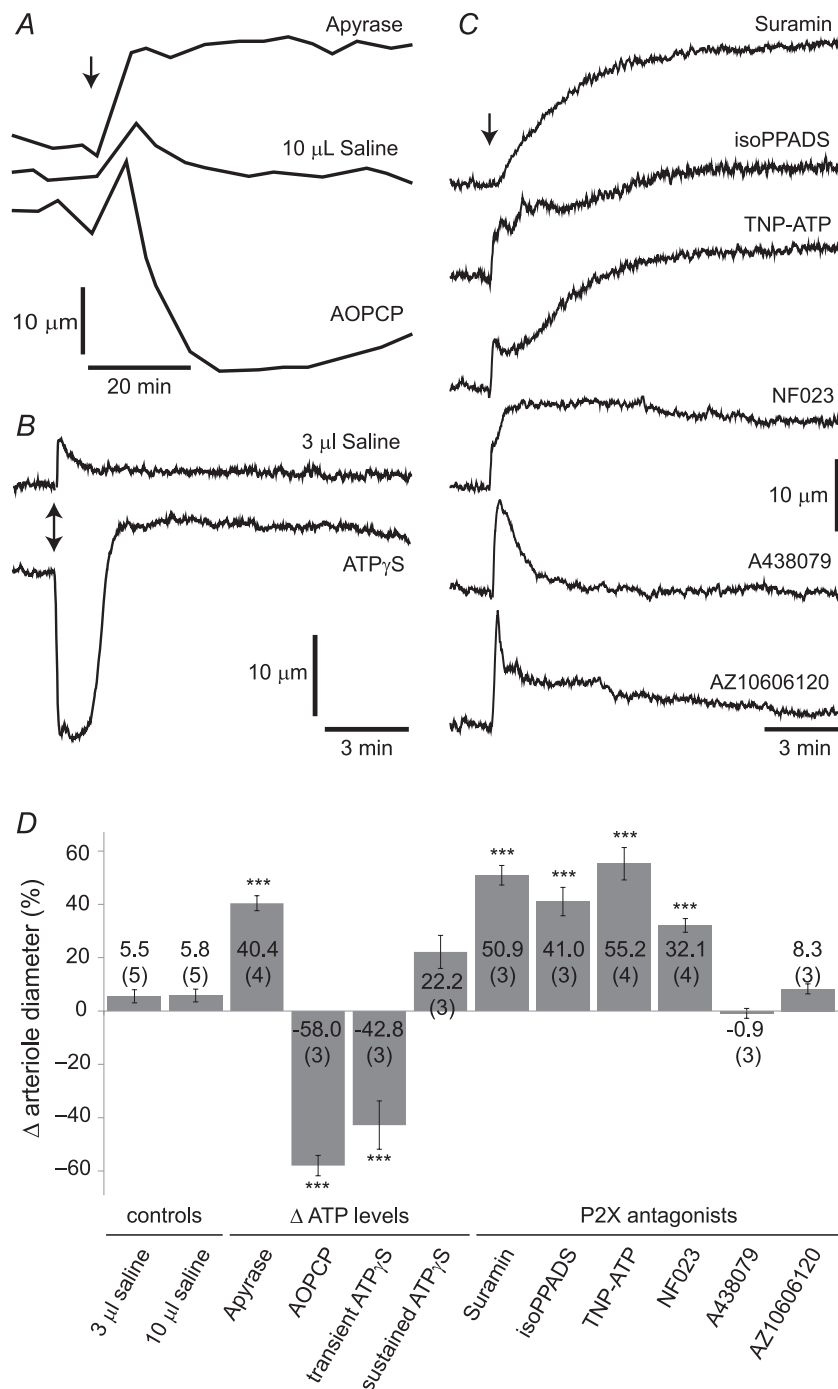 A
Apyrase
10 μL Saline
AOPCP
10 μm
20 min
B
3 μl Saline
ATPγS
10 μm
3 min
C
Suramin
isoPPADS
TNP-ATP
NF023
10 μm
A438079
AZ10606120
3 min
D
Δ arteriole diameter (%)
60
40
20
0
−20
−40
−60
5.5
(5)
5.8
(5)
***
40.4
(4)
-58.0
(3)
***
-42.8
(3)
***
22.2
(3)
***
50.9
(3)
***
41.0
(3)
***
55.2
(4)
***
32.1
(4)
-0.9
(3)
8.3
(3)
controls
Δ ATP levels
P2X antagonists
3 μl saline
10 μl saline
Apyrase
AOPCP
transient ATPγS
sustained ATPγS
Suramin
isoPPADS
TNP-ATP
NF023
A438079
AZ10606120